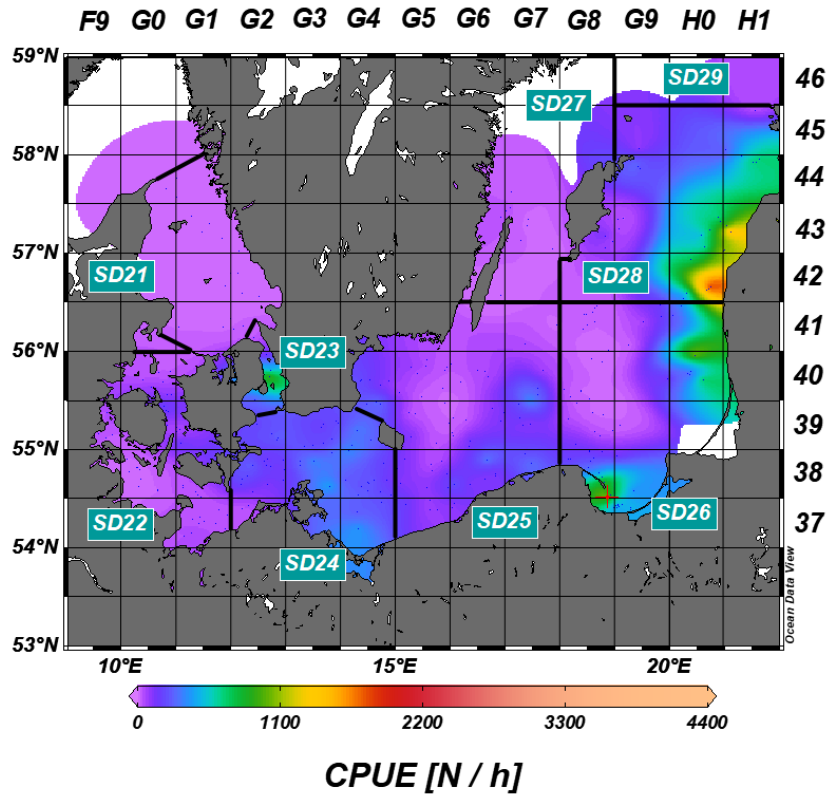 F9 G0 G1 G2 G3 G4 G5 G6 G7 G8 G9 H0 H1
59°N
58°N
57°N
56°N
55°N
54°N
53°N
46
45
44
43
42
41
40
39
38
37
SD29
SD27
SD21
SD28
SD23
SD22
SD26
SD25
SD24
Ocean Data View
10°E 15°E 20°E
0 1100 2200 3300 4400
CPUE [N / h]